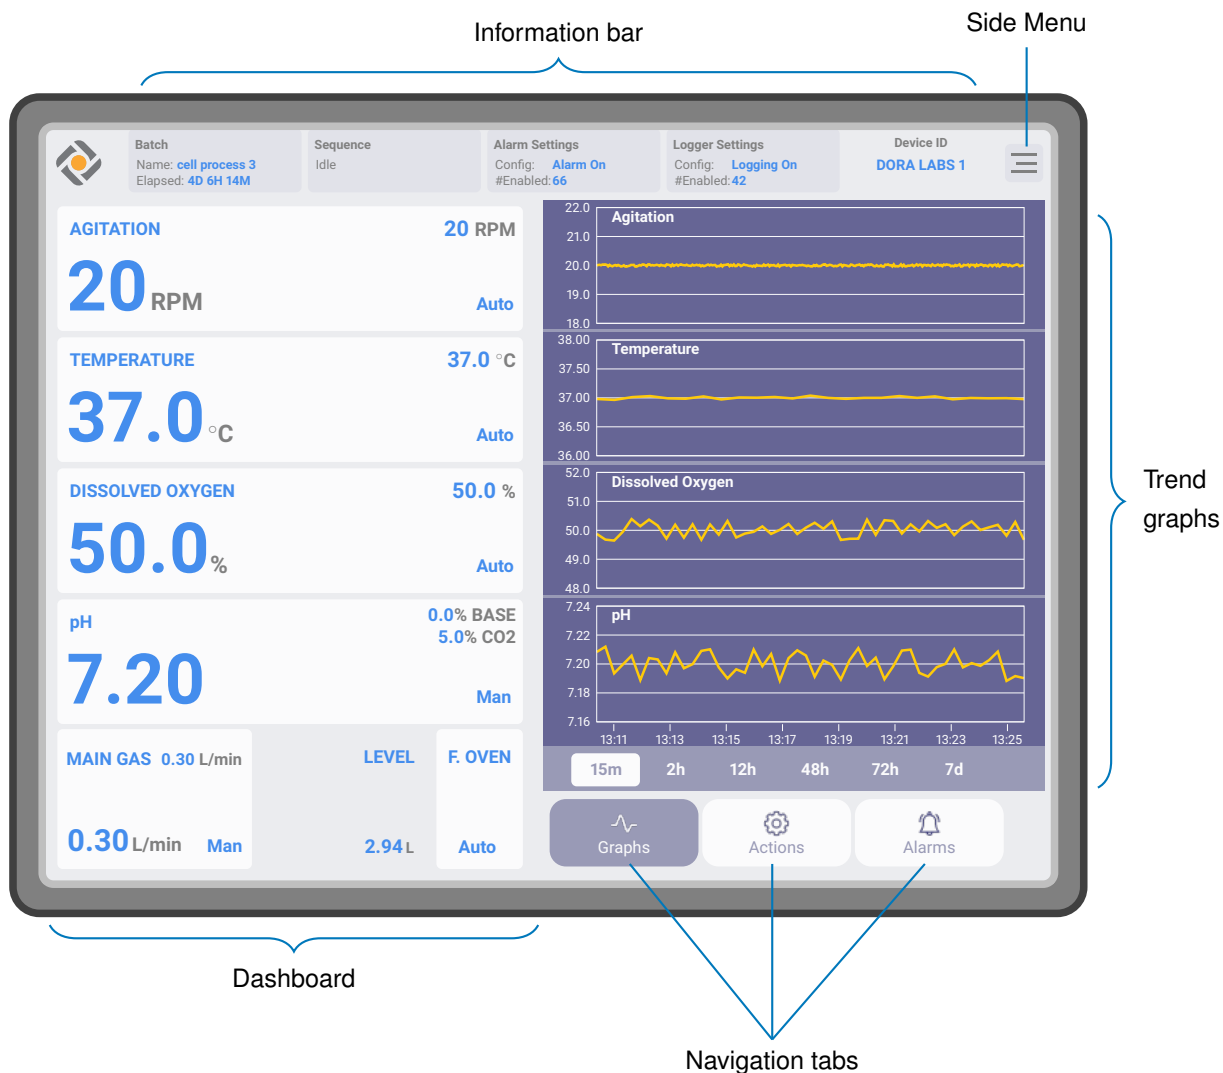 Information bar
Side Menu
Batch
Name: cell process 3
Elapsed: 4D 6H 14M
Sequence
Idle
Alarm Settings
Config: Alarm On
#Enabled: 66
Logger Settings
Config: Logging On
#Enabled: 42
Device ID
DORA LABS 1
AGITATION 20 RPM
20 RPM
Auto
TEMPERATURE 37.0 °C
37.0 °C
Auto
DISSOLVED OXYGEN 50.0 %
50.0 %
Auto
pH
0.0% BASE
5.0% CO2
7.20
Man
MAIN GAS 0.30 L/min
0.30 L/min Man
LEVEL
2.94 L
F. OVEN
Auto
Agitation
22.0
21.0
20.0
19.0
18.0
Temperature
38.00
37.50
37.00
36.50
36.00
Dissolved Oxygen
52.0
51.0
50.0
49.0
48.0
pH
7.24
7.22
7.20
7.18
7.16
13:11 13:13 13:15 13:17 13:19 13:21 13:23 13:25
15m 2h 12h 48h 72h 7d
Graphs Actions Alarms
Trend
graphs
Dashboard
Navigation tabs